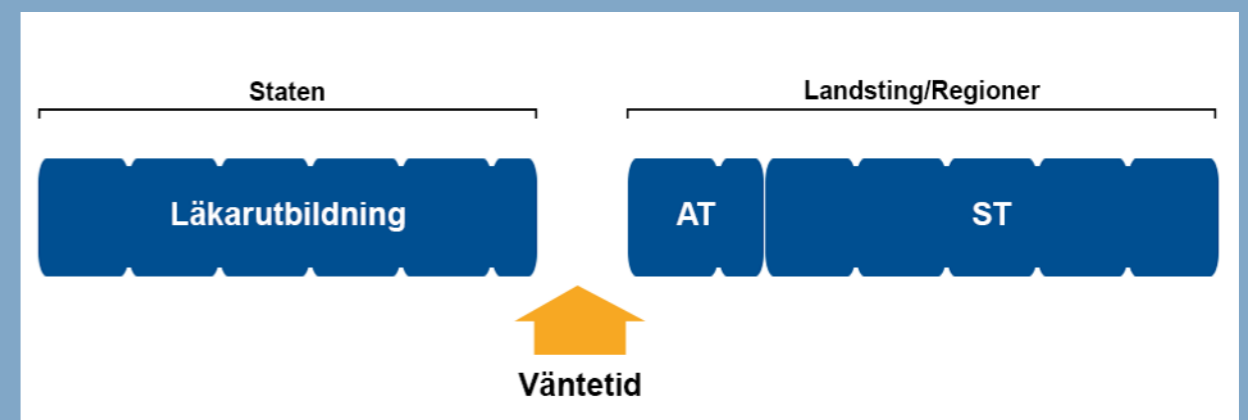 Staten
Landsting/Regioner
Läkarutbildning
AT
ST
Väntetid